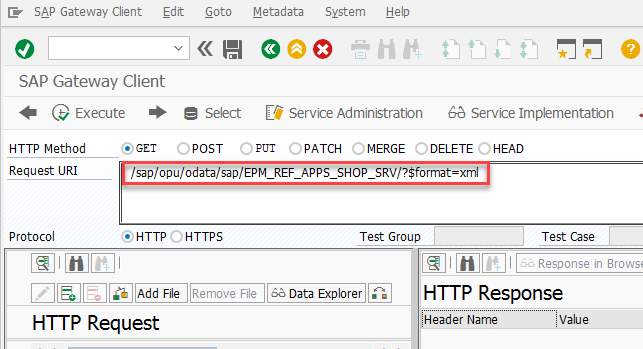 SAP Gateway Client Edit Goto Metadata System Help
SAP Gateway Client
Execute Select Service Administration Service Implementation
HTTP Method GET POST PUT PATCH MERGE DELETE HEAD
Request URI /sap/opu/odata/sap/EPM_REF_APPS_SHOP_SRV/?$format=xml
Protocol HTTP HTTPS Test Group Test Case
Response in Browse
Add File Remove File Data Explorer
HTTP Request
HTTP Response
Header Name Value